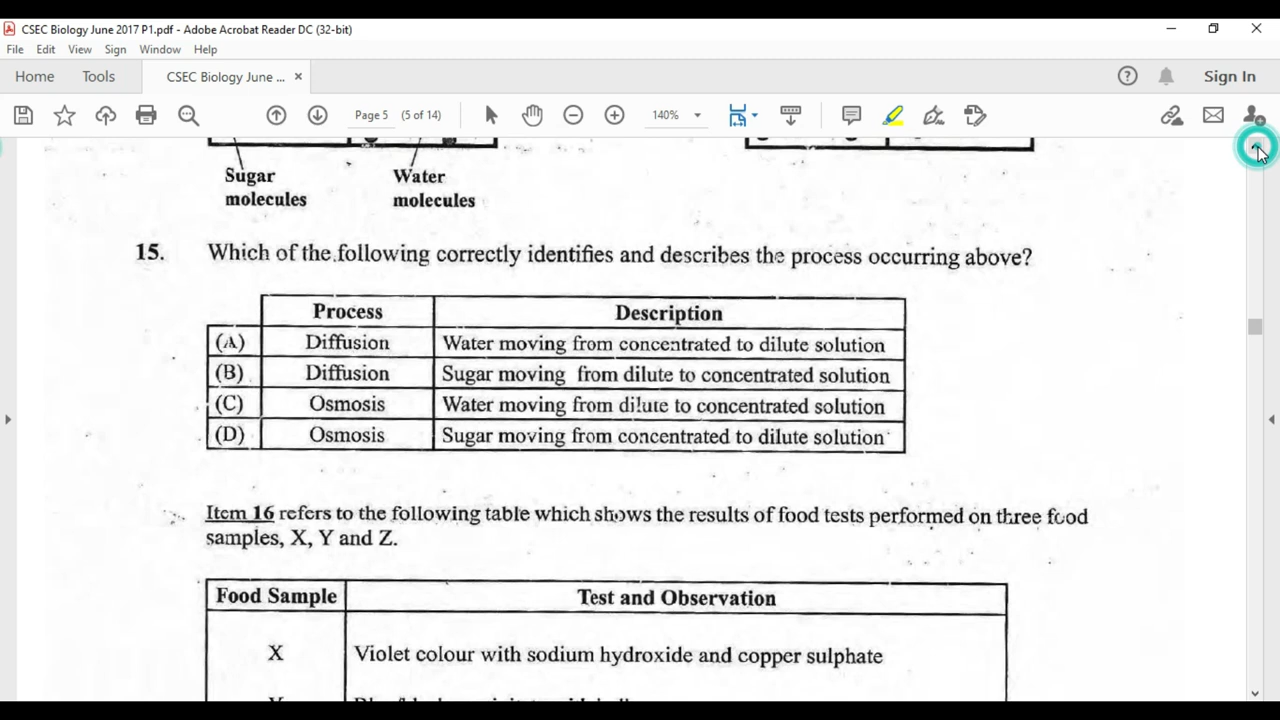 CSEC Biology June 2017 P1.pdf - Adobe Acrobat Reader DC (32-bit)
File Edit View Sign Window Help
Home Tools CSEC Biology June ... × Sign In
Page 5 (5 of 14) 140%
Sugar molecules
Water molecules
15. Which of the following correctly identifies and describes the process occurring above?
Process Description
(A) Diffusion Water moving from concentrated to dilute solution
(B) Diffusion Sugar moving from dilute to concentrated solution
(C) Osmosis Water moving from dilute to concentrated solution
(D) Osmosis Sugar moving from concentrated to dilute solution
Item 16 refers to the following table which shows the results of food tests performed on three food
samples, X, Y and Z.
Food Sample Test and Observation
X Violet colour with sodium hydroxide and copper sulphate